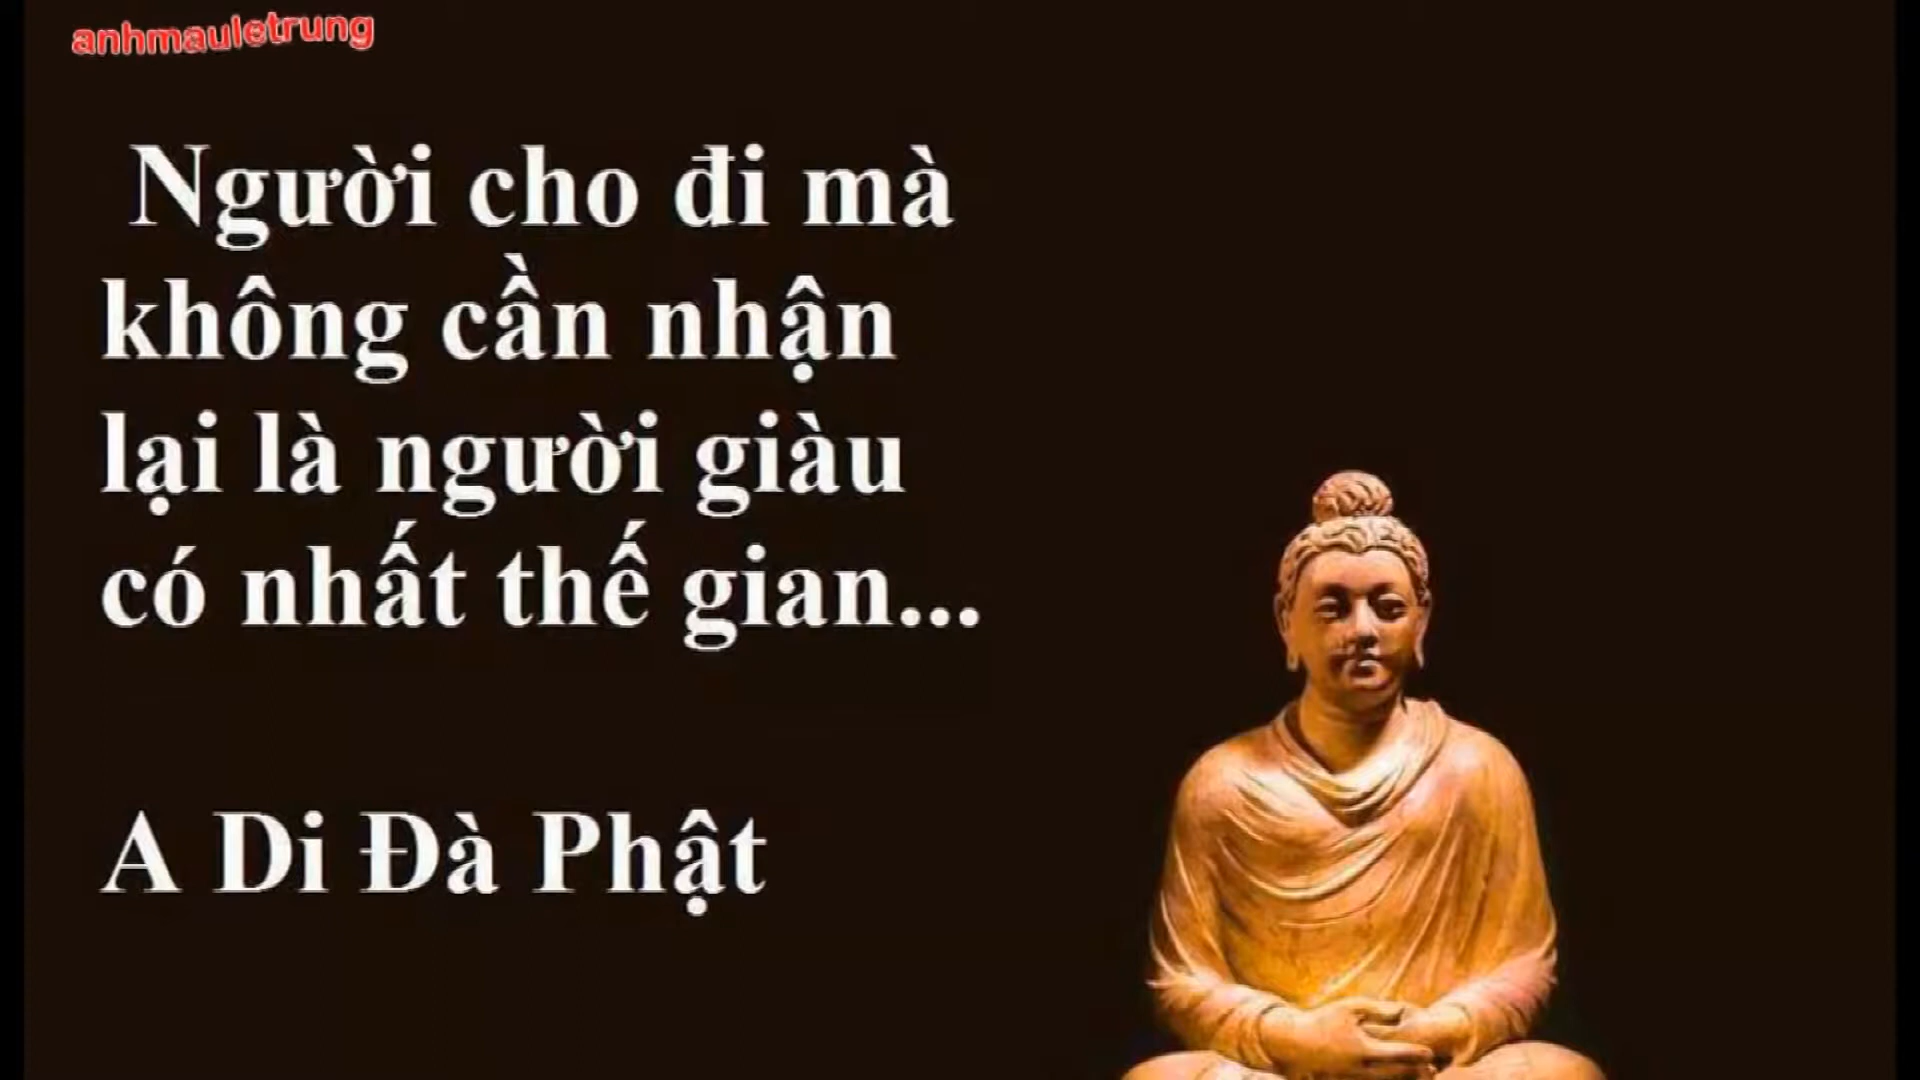 anhmauletrung
Người cho đi mà
không cần nhận
lại là người giàu
có nhất thế gian...
A Di Đà Phật